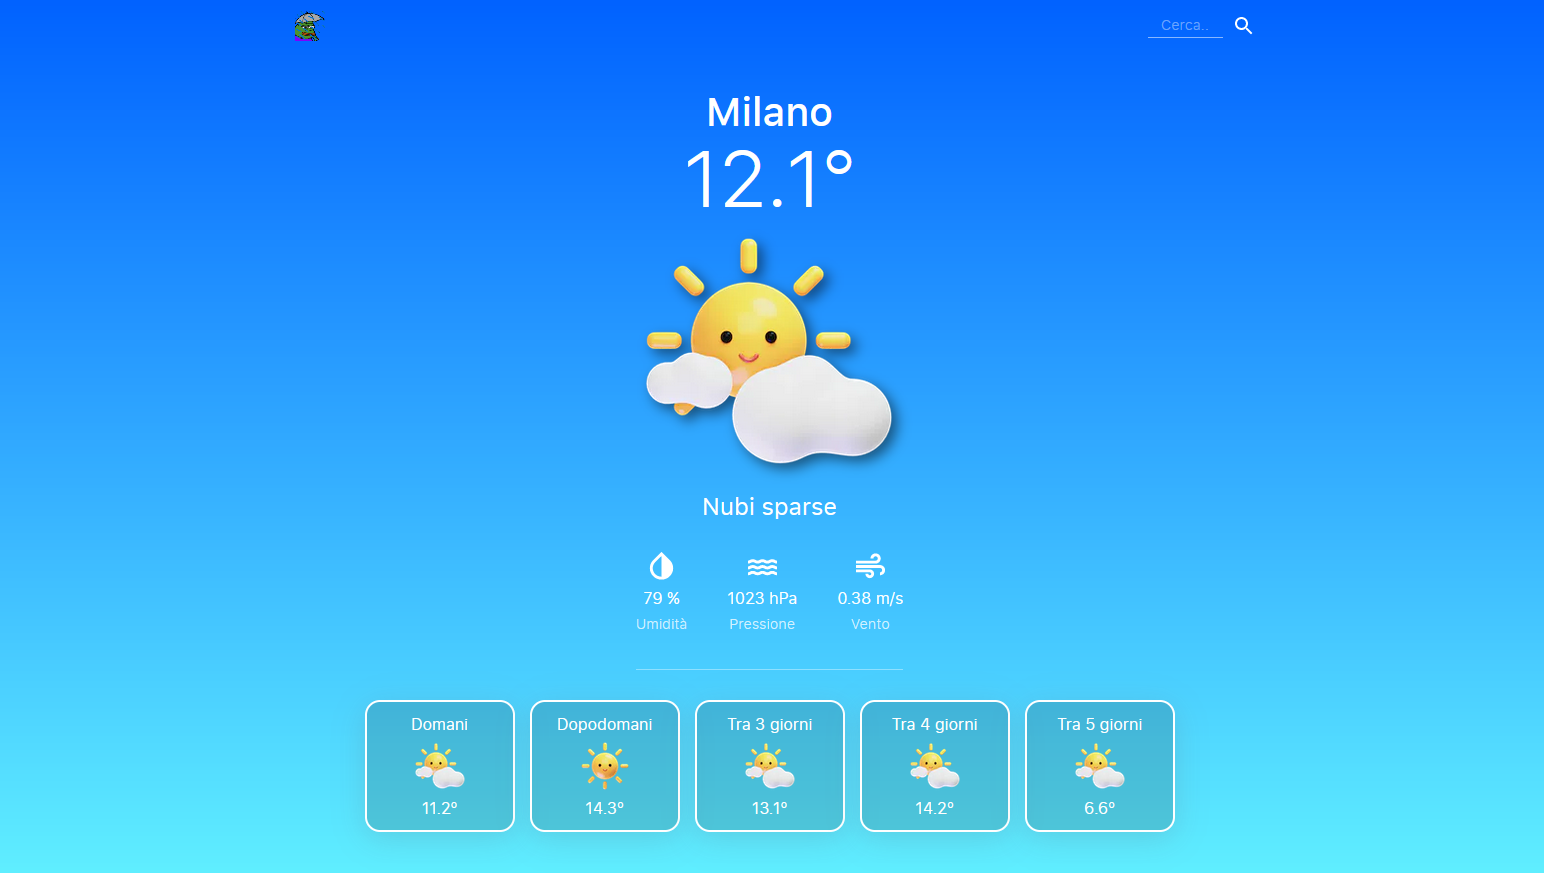 Cerca..
Milano
12.1°
Nubi sparse
79 % 1023 hPa 0.38 m/s
Umidità Pressione Vento
Domani Dopodomani Tra 3 giorni Tra 4 giorni Tra 5 giorni
11.2° 14.3° 13.1° 14.2° 6.6°